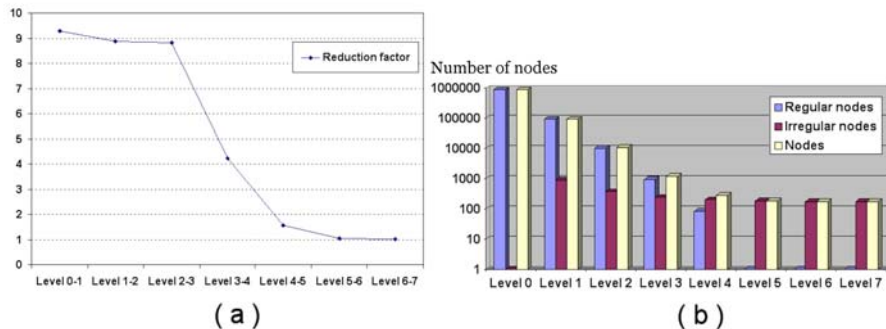 10
9
8
7
6
5
4
3
2
1
0
Reduction factor
Level 0-1 Level 1-2 Level 2-3 Level 3-4 Level 4-5 Level 5-6 Level 6-7
( a )
Number of nodes
1000000
100000
10000
1000
100
10
1
Regular nodes
Irregular nodes
Nodes
Level 0 Level 1 Level 2 Level 3 Level 4 Level 5 Level 6 Level 7
( b )